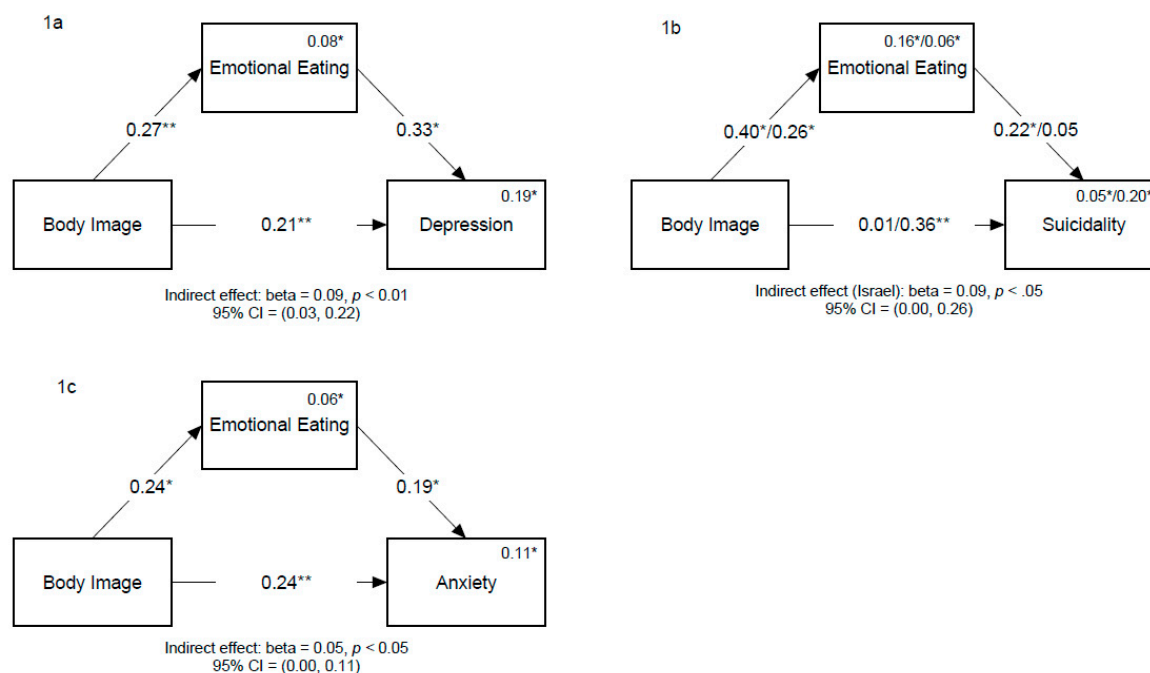 1a
0.08*
Emotional Eating
0.27**
0.33*
Body Image
0.21**
0.19*
Depression
Indirect effect: beta = 0.09, p < 0.01
95% CI = (0.03, 0.22)
1b
0.16*/0.06*
Emotional Eating
0.40*/0.26*
0.22*/0.05
Body Image
0.01/0.36**
0.05*/0.20*
Suicidality
Indirect effect (Israel): beta = 0.09, p < .05
95% CI = (0.00, 0.26)
1c
0.06*
Emotional Eating
0.24*
0.19*
Body Image
0.24**
0.11*
Anxiety
Indirect effect: beta = 0.05, p < 0.05
95% CI = (0.00, 0.11)